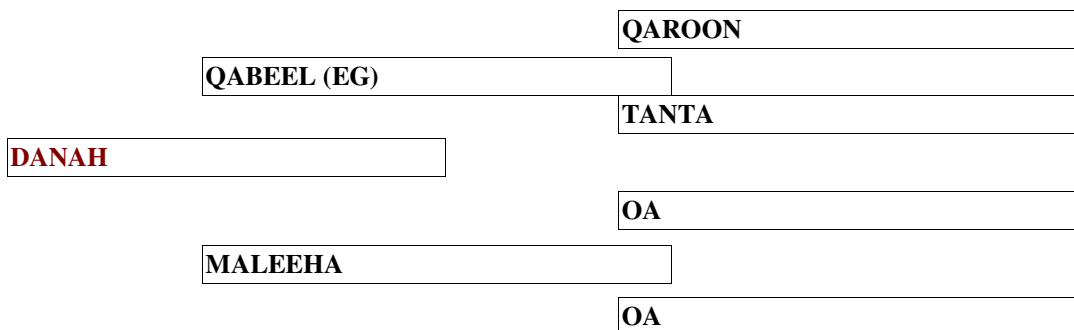 QAROON
QABEEL (EG)
TANTA
DANAH
OA
MALEEHA
OA